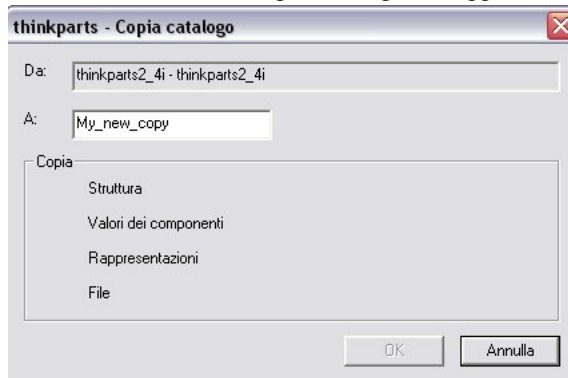 thinkparts - Copia catalogo
Da: thinkparts2_4i - thinkparts2_4i
A: My_new_copy
Copia
Struttura
Valori dei componenti
Rappresentazioni
File
OK Annulla